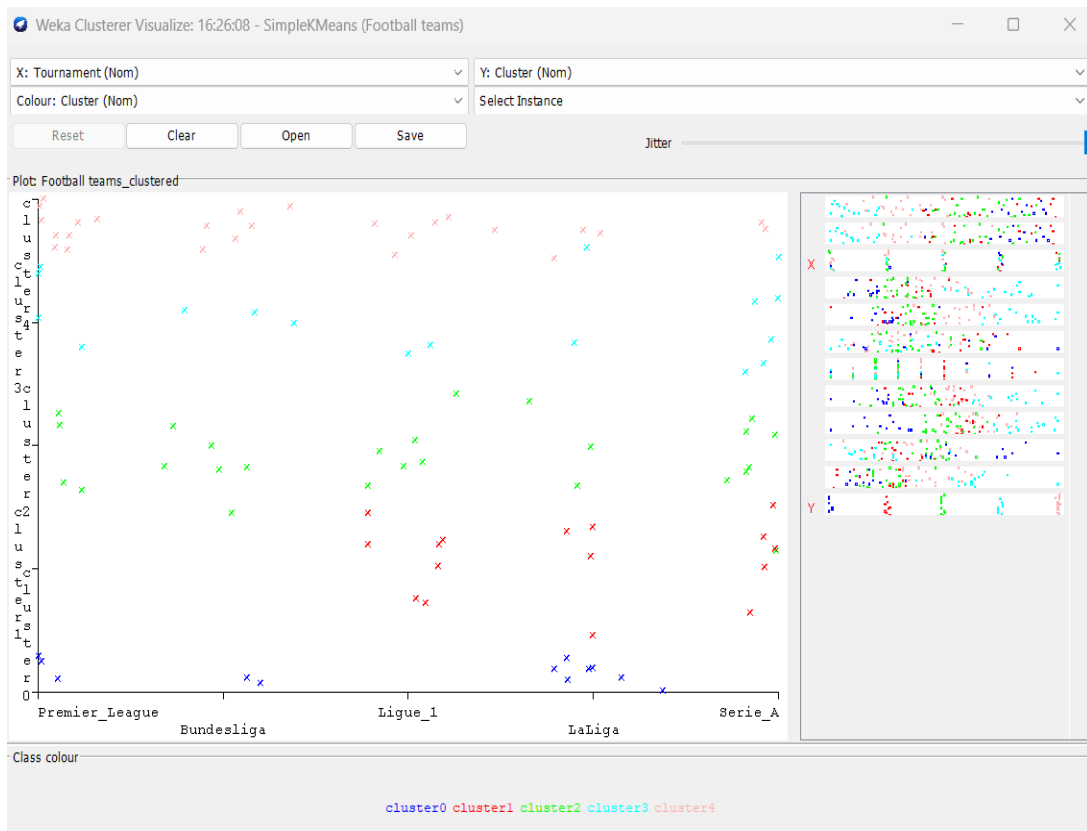 Weka Clusterer Visualize: 16:26:08 - SimpleKMeans (Football teams)
X: Tournament (Nom)
Y: Cluster (Nom)
Colour: Cluster (Nom)
Select Instance
Reset
Clear
Open
Save
Jitter
Plot: Football teams_clustered
cluster4
cluster3
cluster2
cluster1
cluster0
X
Y
Premier_League
Bundesliga
Ligue_1
LaLiga
Serie_A
Class colour
cluster0 cluster1 cluster2 cluster3 cluster4